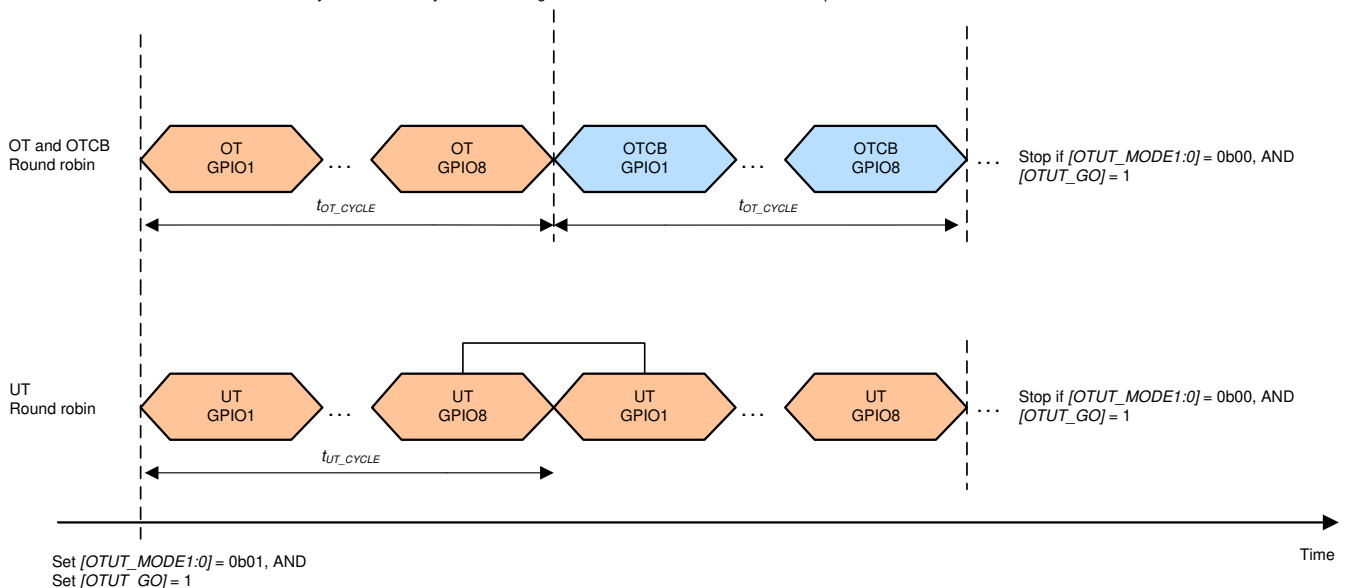 OT and OTCB
Round robin
OT
GPIO1
...
OT
GPIO8
OTCB
GPIO1
...
OTCB
GPIO8
...
Stop if [OTUT_MODE1:0] = 0b00, AND
[OTUT_GO] = 1
tOT_CYCLE
tOT_CYCLE
UT
Round robin
UT
GPIO1
...
UT
GPIO8
UT
GPIO1
...
UT
GPIO8
...
Stop if [OTUT_MODE1:0] = 0b00, AND
[OTUT_GO] = 1
tUT_CYCLE
Time
Set [OTUT_MODE1:0] = 0b01, AND
Set [OTUT_GO] = 1